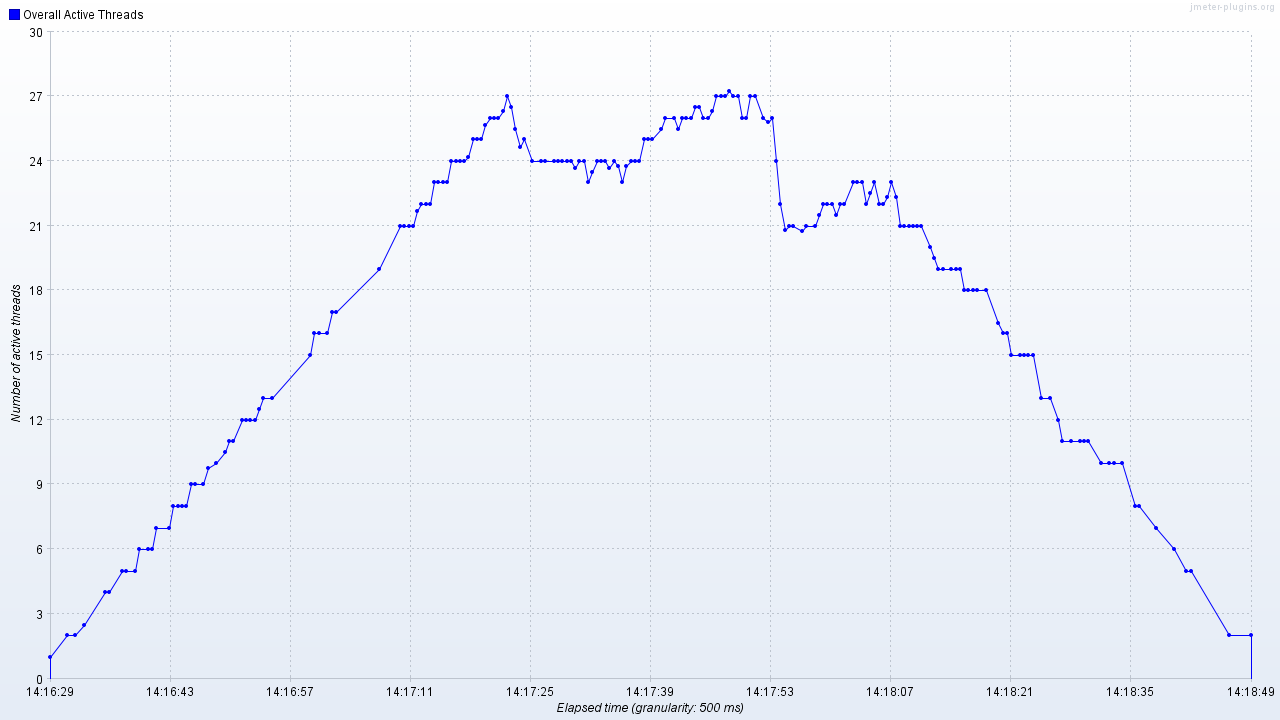 Overall Active Threads
jmeter-plugins.org
30
27
24
21
18
15
12
9
6
3
0
Number of active threads
14:16:29 14:16:43 14:16:57 14:17:11 14:17:25 14:17:39 14:17:53 14:18:07 14:18:21 14:18:35 14:18:49
Elapsed time (granularity: 500 ms)